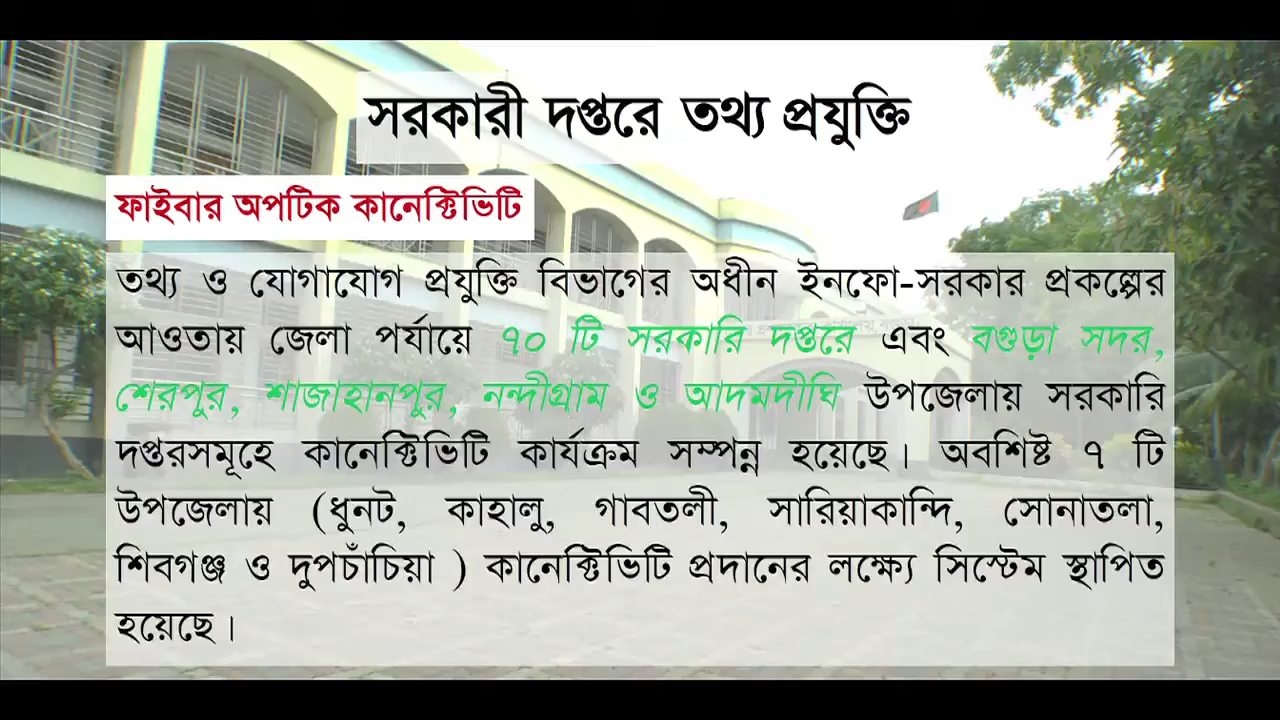 সরকারী দপ্তরে তথ্য প্রযুক্তি
ফাইবার অপটিক কানেক্টিভিটি
তথ্য ও যোগাযোগ প্রযুক্তি বিভাগের অধীন ইনফো-সরকার প্রকল্পের
আওতায় জেলা পর্যায়ে ৭০ টি সরকারি দপ্তরে এবং বগুড়া সদর,
শেরপুর, শাজাহানপুর, নন্দীগ্রাম ও আদমদীঘি উপজেলায় সরকারি
দপ্তরসমূহে কানেক্টিভিটি কার্যক্রম সম্পন্ন হয়েছে। অবশিষ্ট ৭ টি
উপজেলায় (ধুনট, কাহালু, গাবতলী, সারিয়াকান্দি, সোনাতলা,
শিবগঞ্জ ও দুপচাঁচিয়া ) কানেক্টিভিটি প্রদানের লক্ষ্যে সিস্টেম স্থাপিত
হয়েছে।